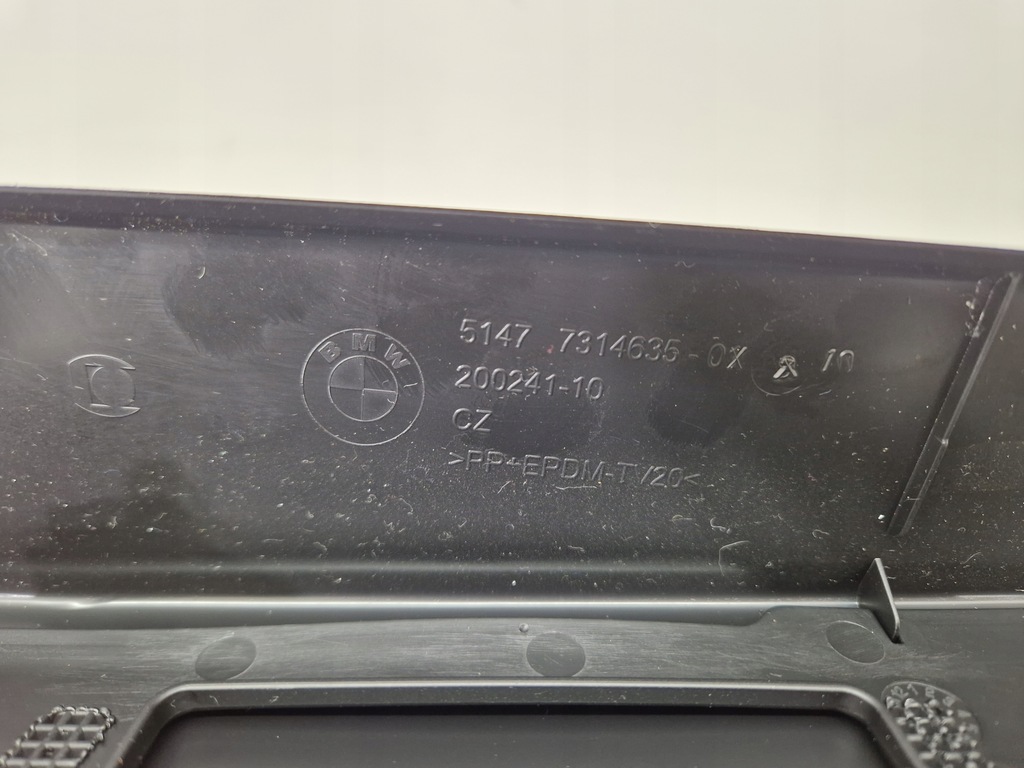 BMW
5147 7314635-0X 10
200241-10
CZ
>PP+EPDM-TV20<